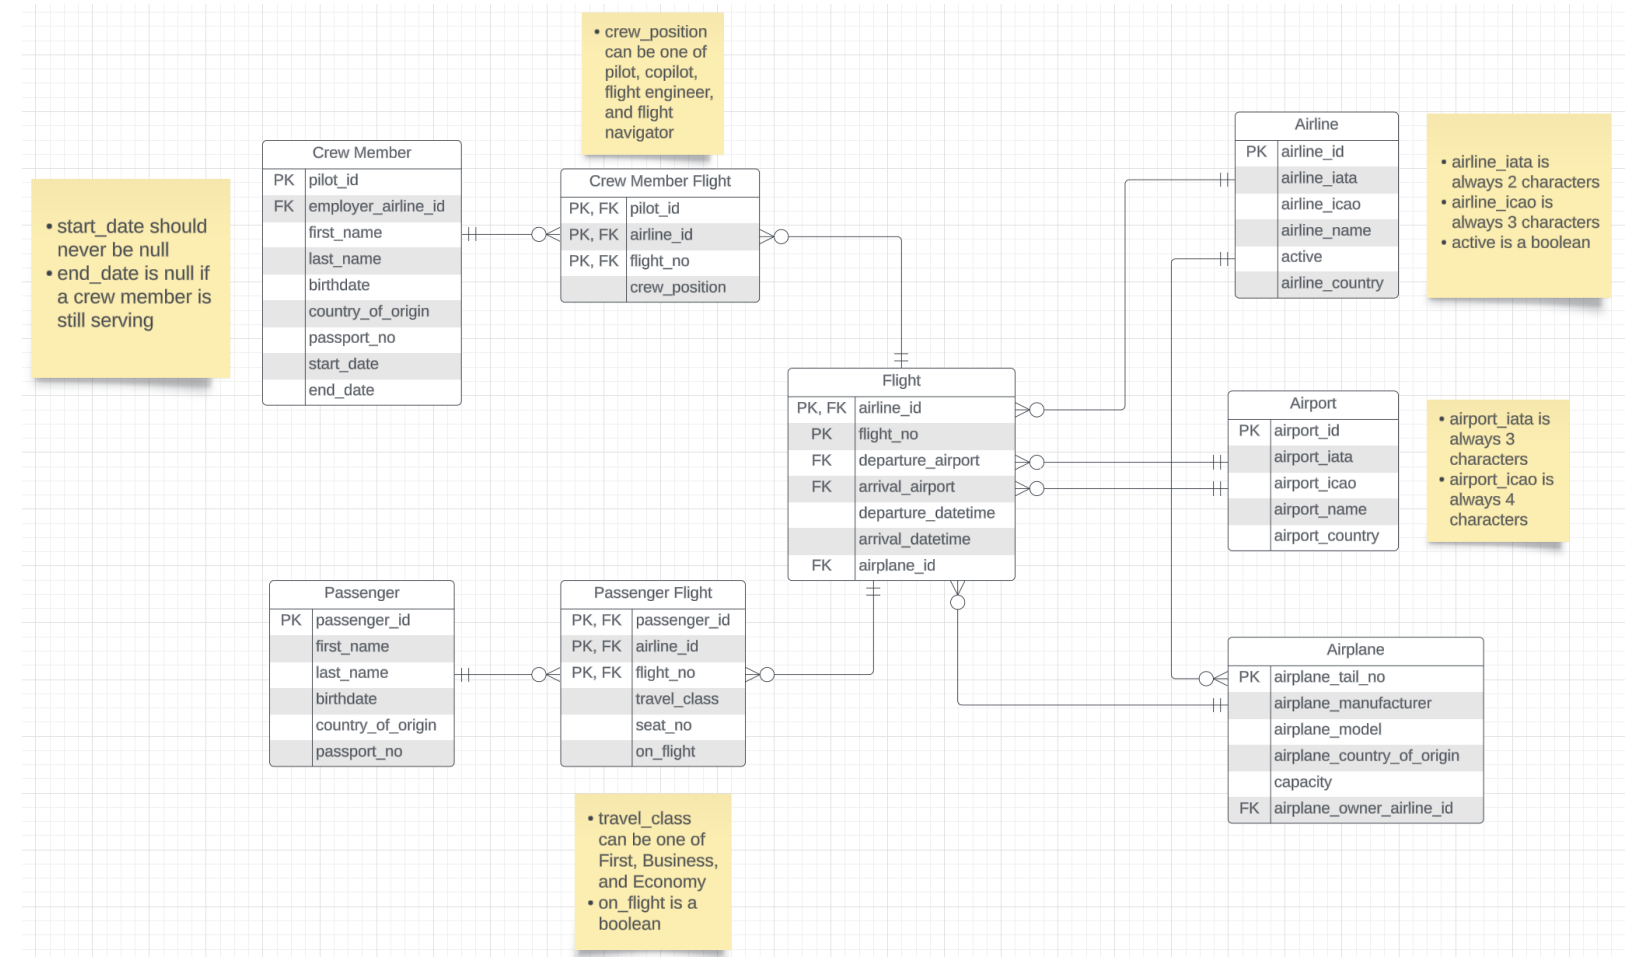 • crew_position
can be one of
pilot, copilot,
flight engineer,
and flight
navigator
Crew Member
PK pilot_id
FK employer_airline_id
first_name
last_name
birthdate
country_of_origin
passport_no
start_date
end_date
• start_date should
never be null
• end_date is null if
a crew member is
still serving
Crew Member Flight
PK, FK pilot_id
PK, FK airline_id
PK, FK flight_no
crew_position
Airline
PK airline_id
airline_iata
airline_icao
airline_name
active
airline_country
• airline_iata is
always 2 characters
• airline_icao is
always 3 characters
• active is a boolean
Flight
PK, FK airline_id
PK flight_no
FK departure_airport
FK arrival_airport
departure_datetime
arrival_datetime
FK airplane_id
Airport
PK airport_id
airport_iata
airport_icao
airport_name
airport_country
• airport_iata is
always 3
characters
• airport_icao is
always 4
characters
Passenger
PK passenger_id
first_name
last_name
birthdate
country_of_origin
passport_no
Passenger Flight
PK, FK passenger_id
PK, FK airline_id
PK, FK flight_no
travel_class
seat_no
on_flight
Airplane
PK airplane_tail_no
airplane_manufacturer
airplane_model
airplane_country_of_origin
capacity
FK airplane_owner_airline_id
• travel_class
can be one of
First, Business,
and Economy
• on_flight is a
boolean